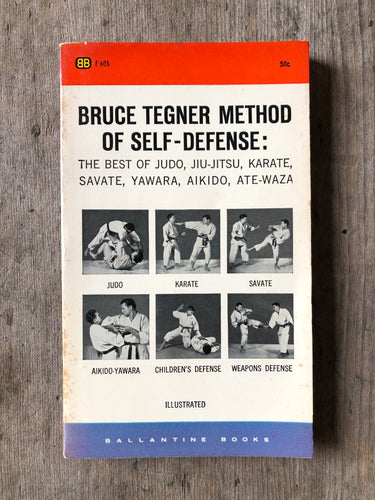 BB F 605 50c
BRUCE TEGNER METHOD
OF SELF-DEFENSE:
THE BEST OF JUDO, JIU-JITSU, KARATE,
SAVATE, YAWARA, AIKIDO, ATE-WAZA
JUDO KARATE SAVATE
AIKIDO-YAWARA CHILDREN'S DEFENSE WEAPONS DEFENSE
ILLUSTRATED
BALLANTINE BOOKS